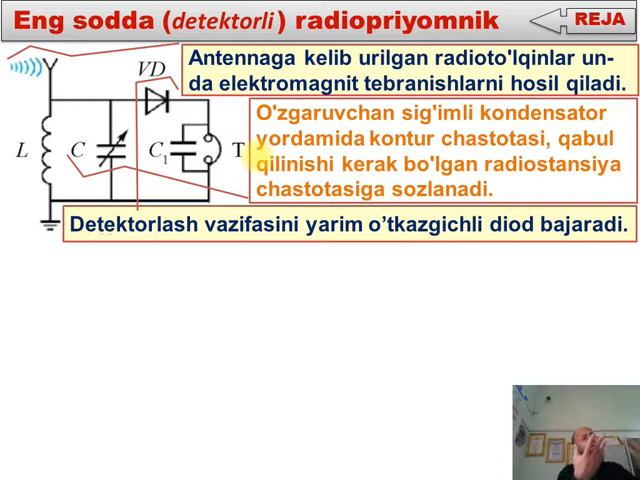 Eng sodda (detektorli) radiopriyomnik
REJA
Antennaga kelib urilgan radioto'lqinlar un-
da elektromagnit tebranishlarni hosil qiladi.
VD
L
C
C1
T
O'zgaruvchan sig'imli kondensator
yordamida kontur chastotasi, qabul
qilinishi kerak bo'lgan radiostansiya
chastotasiga sozlanadi.
Detektorlash vazifasini yarim o’tkazgichli diod bajaradi.